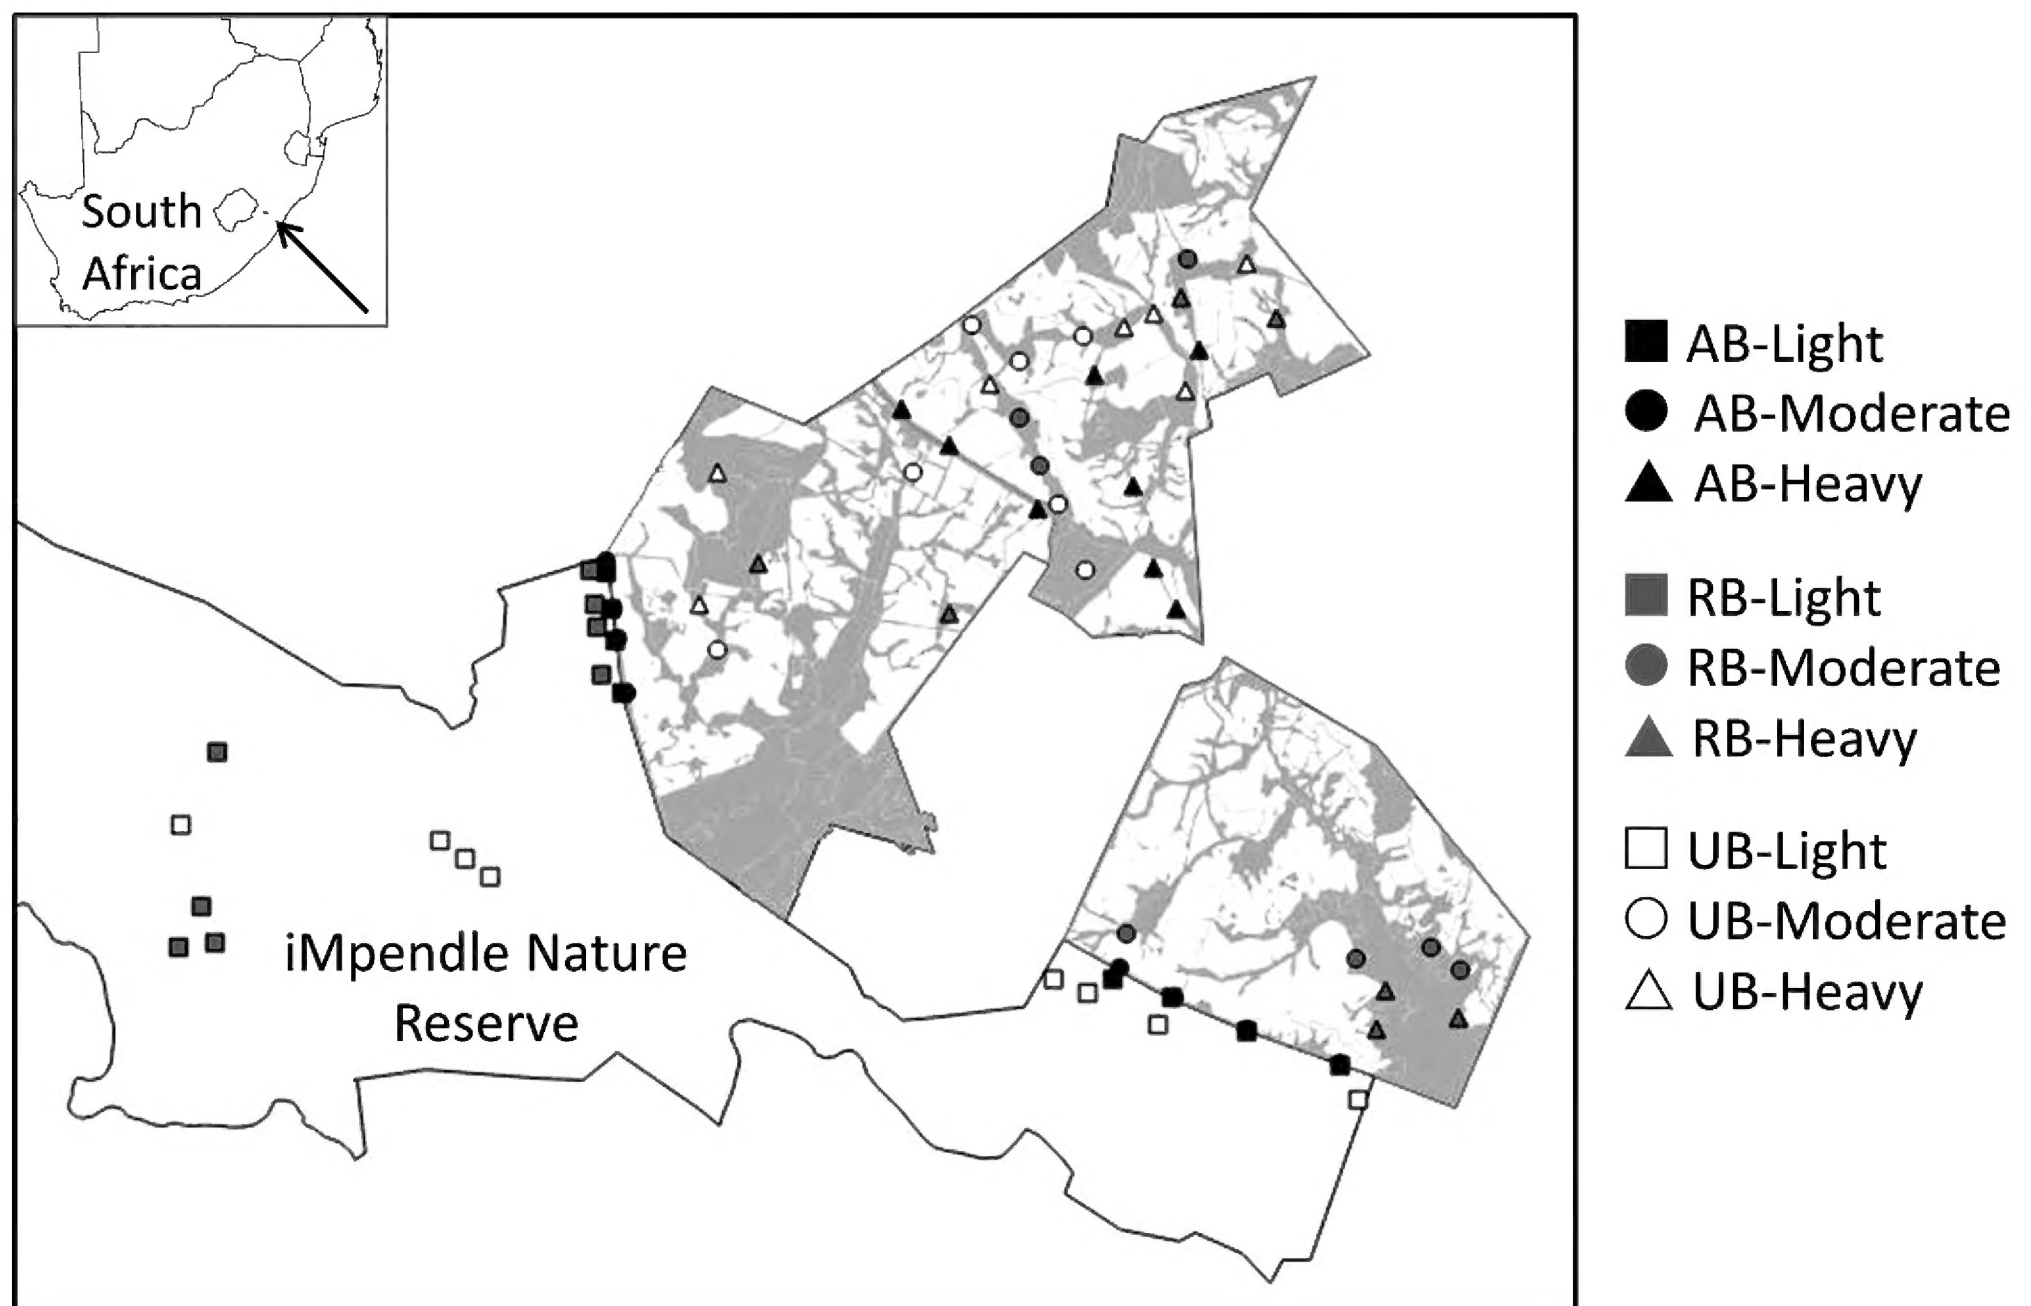 South
Africa
iMpendle Nature
Reserve
AB-Light
AB-Moderate
AB-Heavy
RB-Light
RB-Moderate
RB-Heavy
UB-Light
UB-Moderate
UB-Heavy